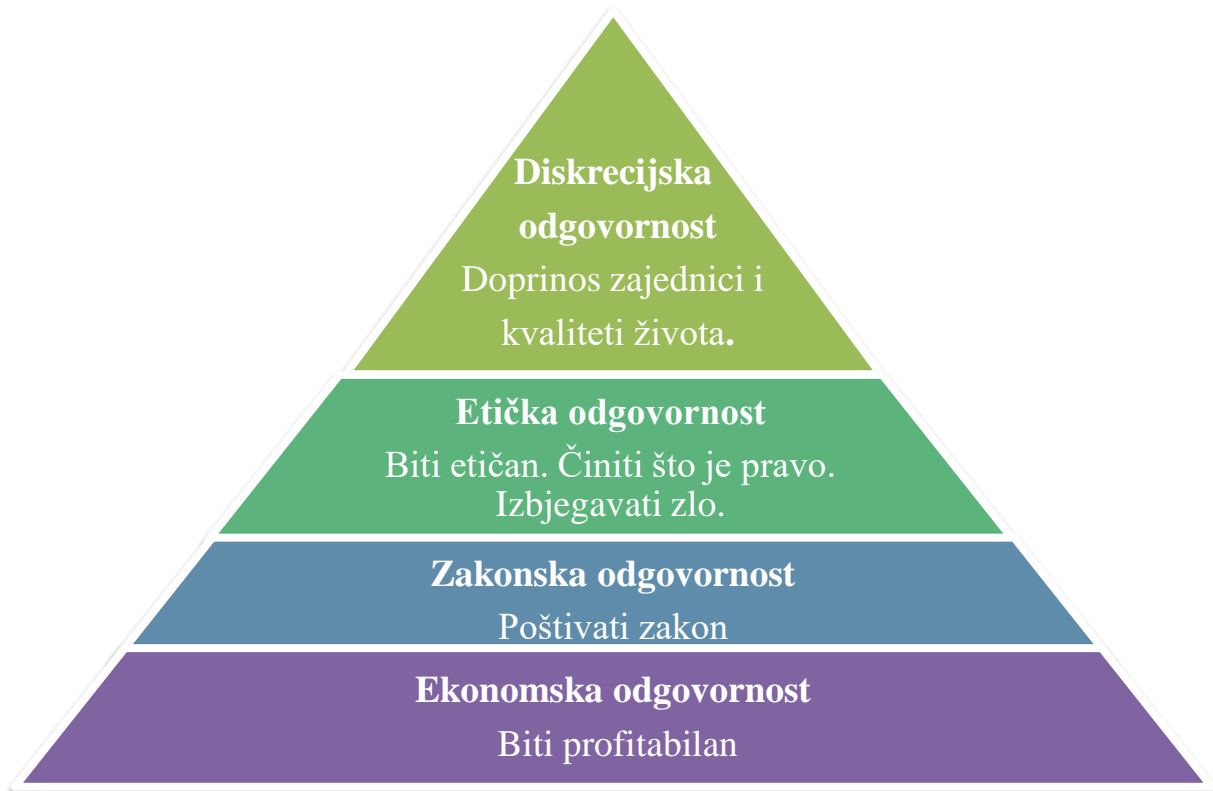 Diskrecijska
odgovornost
Doprinos zajednici i
kvaliteti života.
Etička odgovornost
Biti etičan. Činiti što je pravo.
Izbjegavati zlo.
Zakonska odgovornost
Poštivati zakon
Ekonomska odgovornost
Biti profitabilan